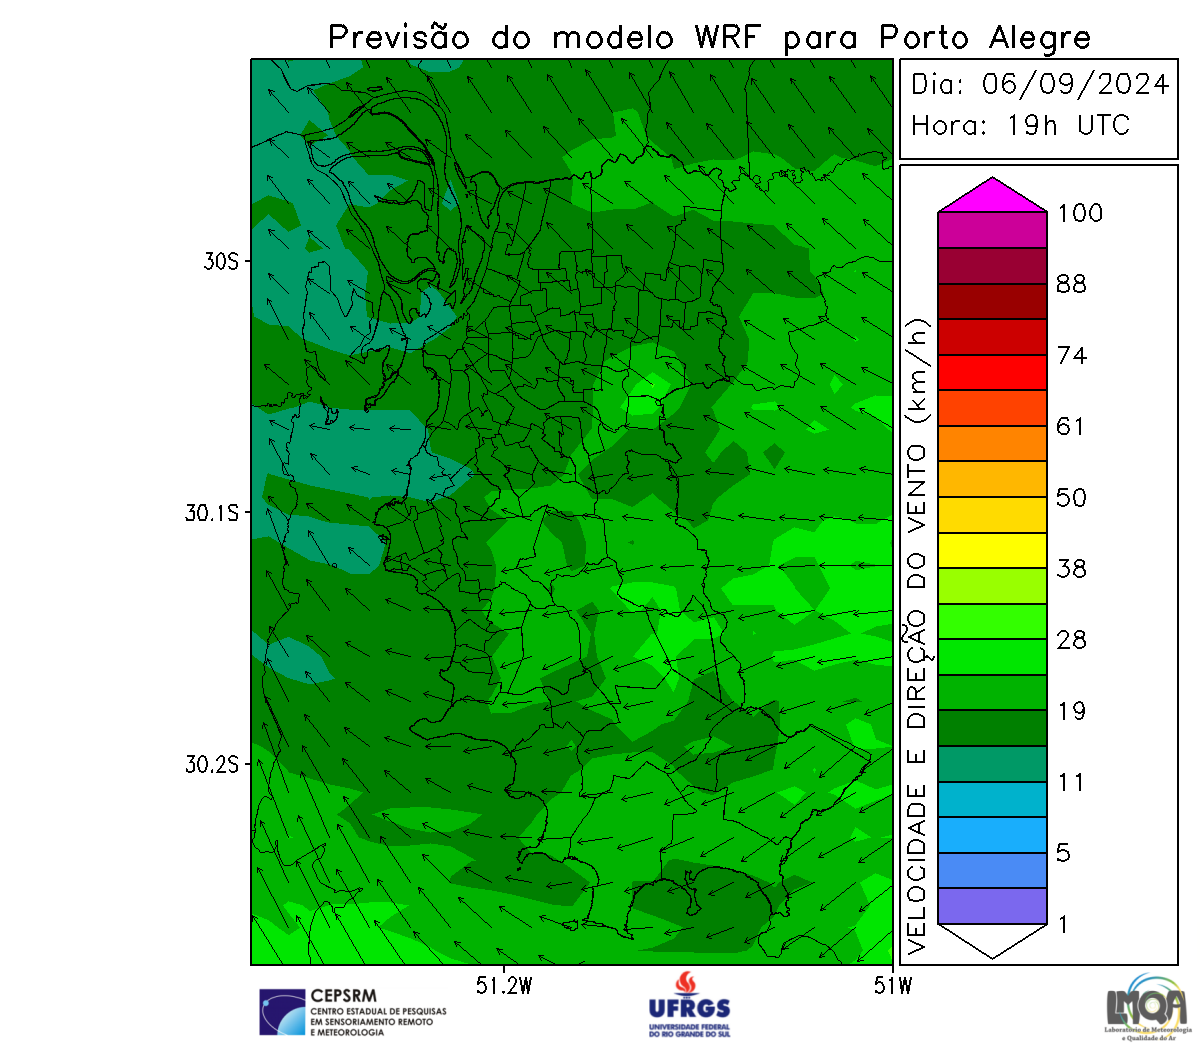 Previsão do modelo WRF para Porto Alegre
Dia: 06/09/2024
Hora: 19h UTC
30S
30.1S
30.2S
51.2W
51W
VELOCIDADE E DIREÇÃO DO VENTO (km/h)
100
88
74
61
50
38
28
19
11
5
1
CEPSRM
CENTRO ESTADUAL DE PESQUISAS
EM SENSORIAMENTO REMOTO
E METEOROLOGIA
UFRGS
UNIVERSIDADE FEDERAL
DO RIO GRANDE DO SUL
LMQA
Laboratório de Meteorologia
e Qualidade do Ar